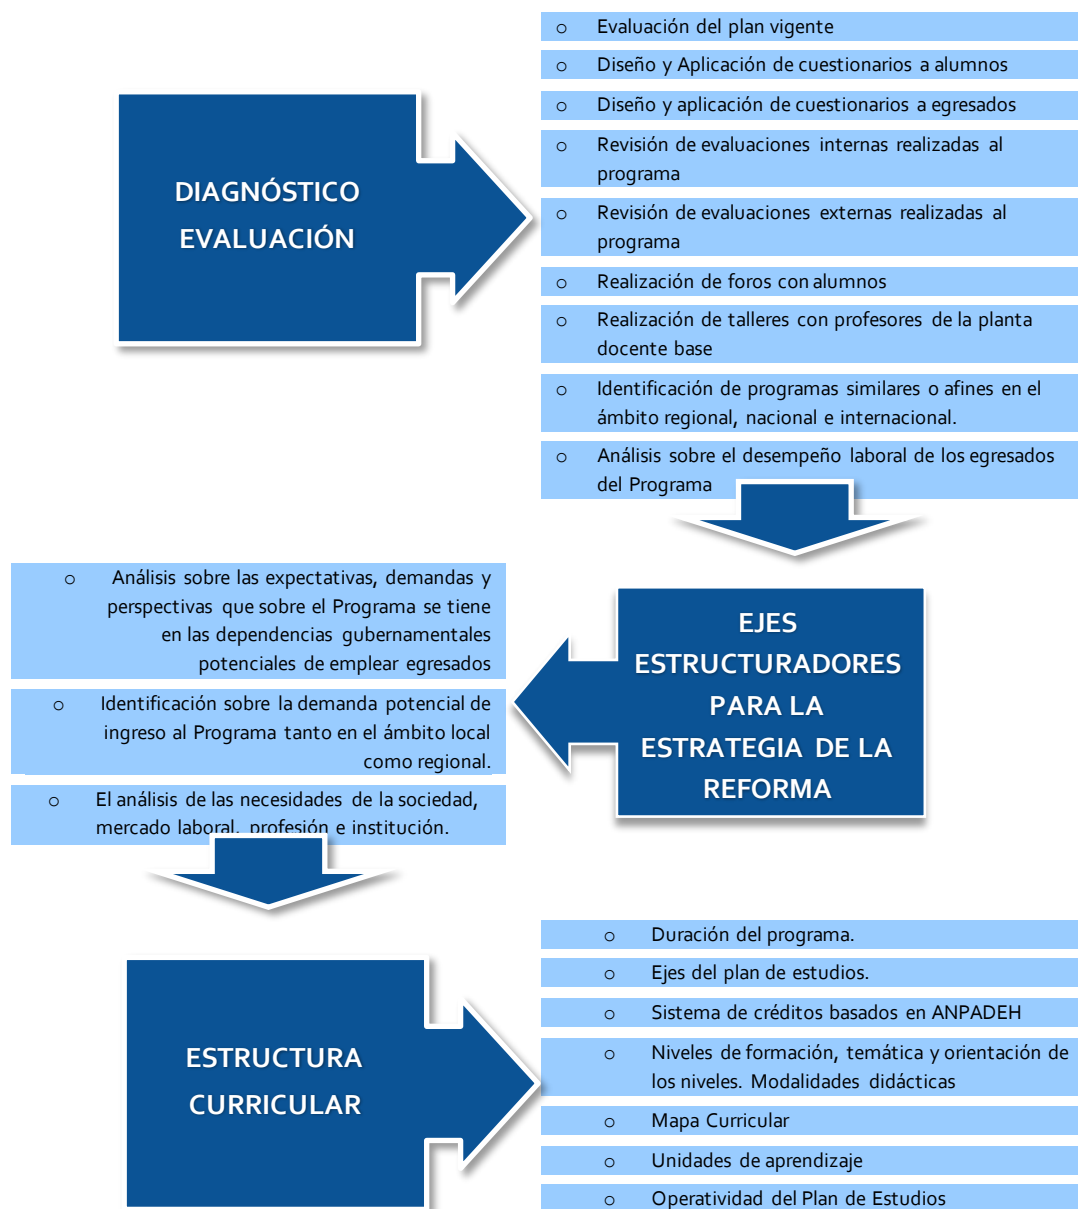 DIAGNÓSTICO
EVALUACIÓN
o Evaluación del plan vigente
o Diseño y Aplicación de cuestionarios a alumnos
o Diseño y aplicación de cuestionarios a egresados
o Revisión de evaluaciones internas realizadas al
programa
o Revisión de evaluaciones externas realizadas al
programa
o Realización de foros con alumnos
o Realización de talleres con profesores de la planta
docente base
o Identificación de programas similares o afines en el
ámbito regional, nacional e internacional.
o Análisis sobre el desempeño laboral de los egresados
del Programa
EJES
ESTRUCTURADORES
PARA LA
ESTRATEGIA DE LA
REFORMA
o Análisis sobre las expectativas, demandas y
perspectivas que sobre el Programa se tiene
en las dependencias gubernamentales
potenciales de emplear egresados
o Identificación sobre la demanda potencial de
ingreso al Programa tanto en el ámbito local
como regional.
o El análisis de las necesidades de la sociedad,
mercado laboral, profesión e institución.
ESTRUCTURA
CURRICULAR
o Duración del programa.
o Ejes del plan de estudios.
o Sistema de créditos basados en ANPADEH
o Niveles de formación, temática y orientación de
los niveles. Modalidades didácticas
o Mapa Curricular
o Unidades de aprendizaje
o Operatividad del Plan de Estudios